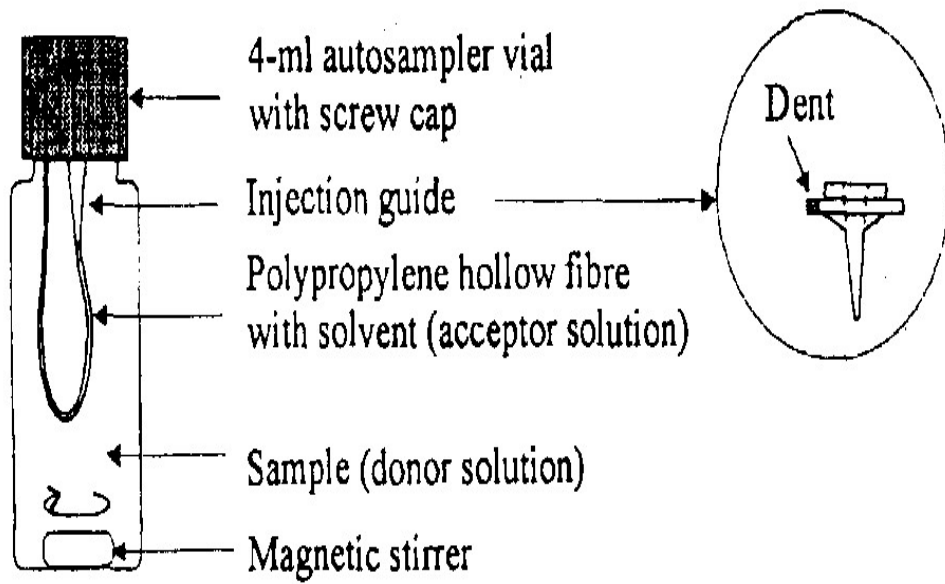 4-ml autosampler vial
with screw cap
Injection guide
Polypropylene hollow fibre
with solvent (acceptor solution)
Sample (donor solution)
Magnetic stirrer
Dent